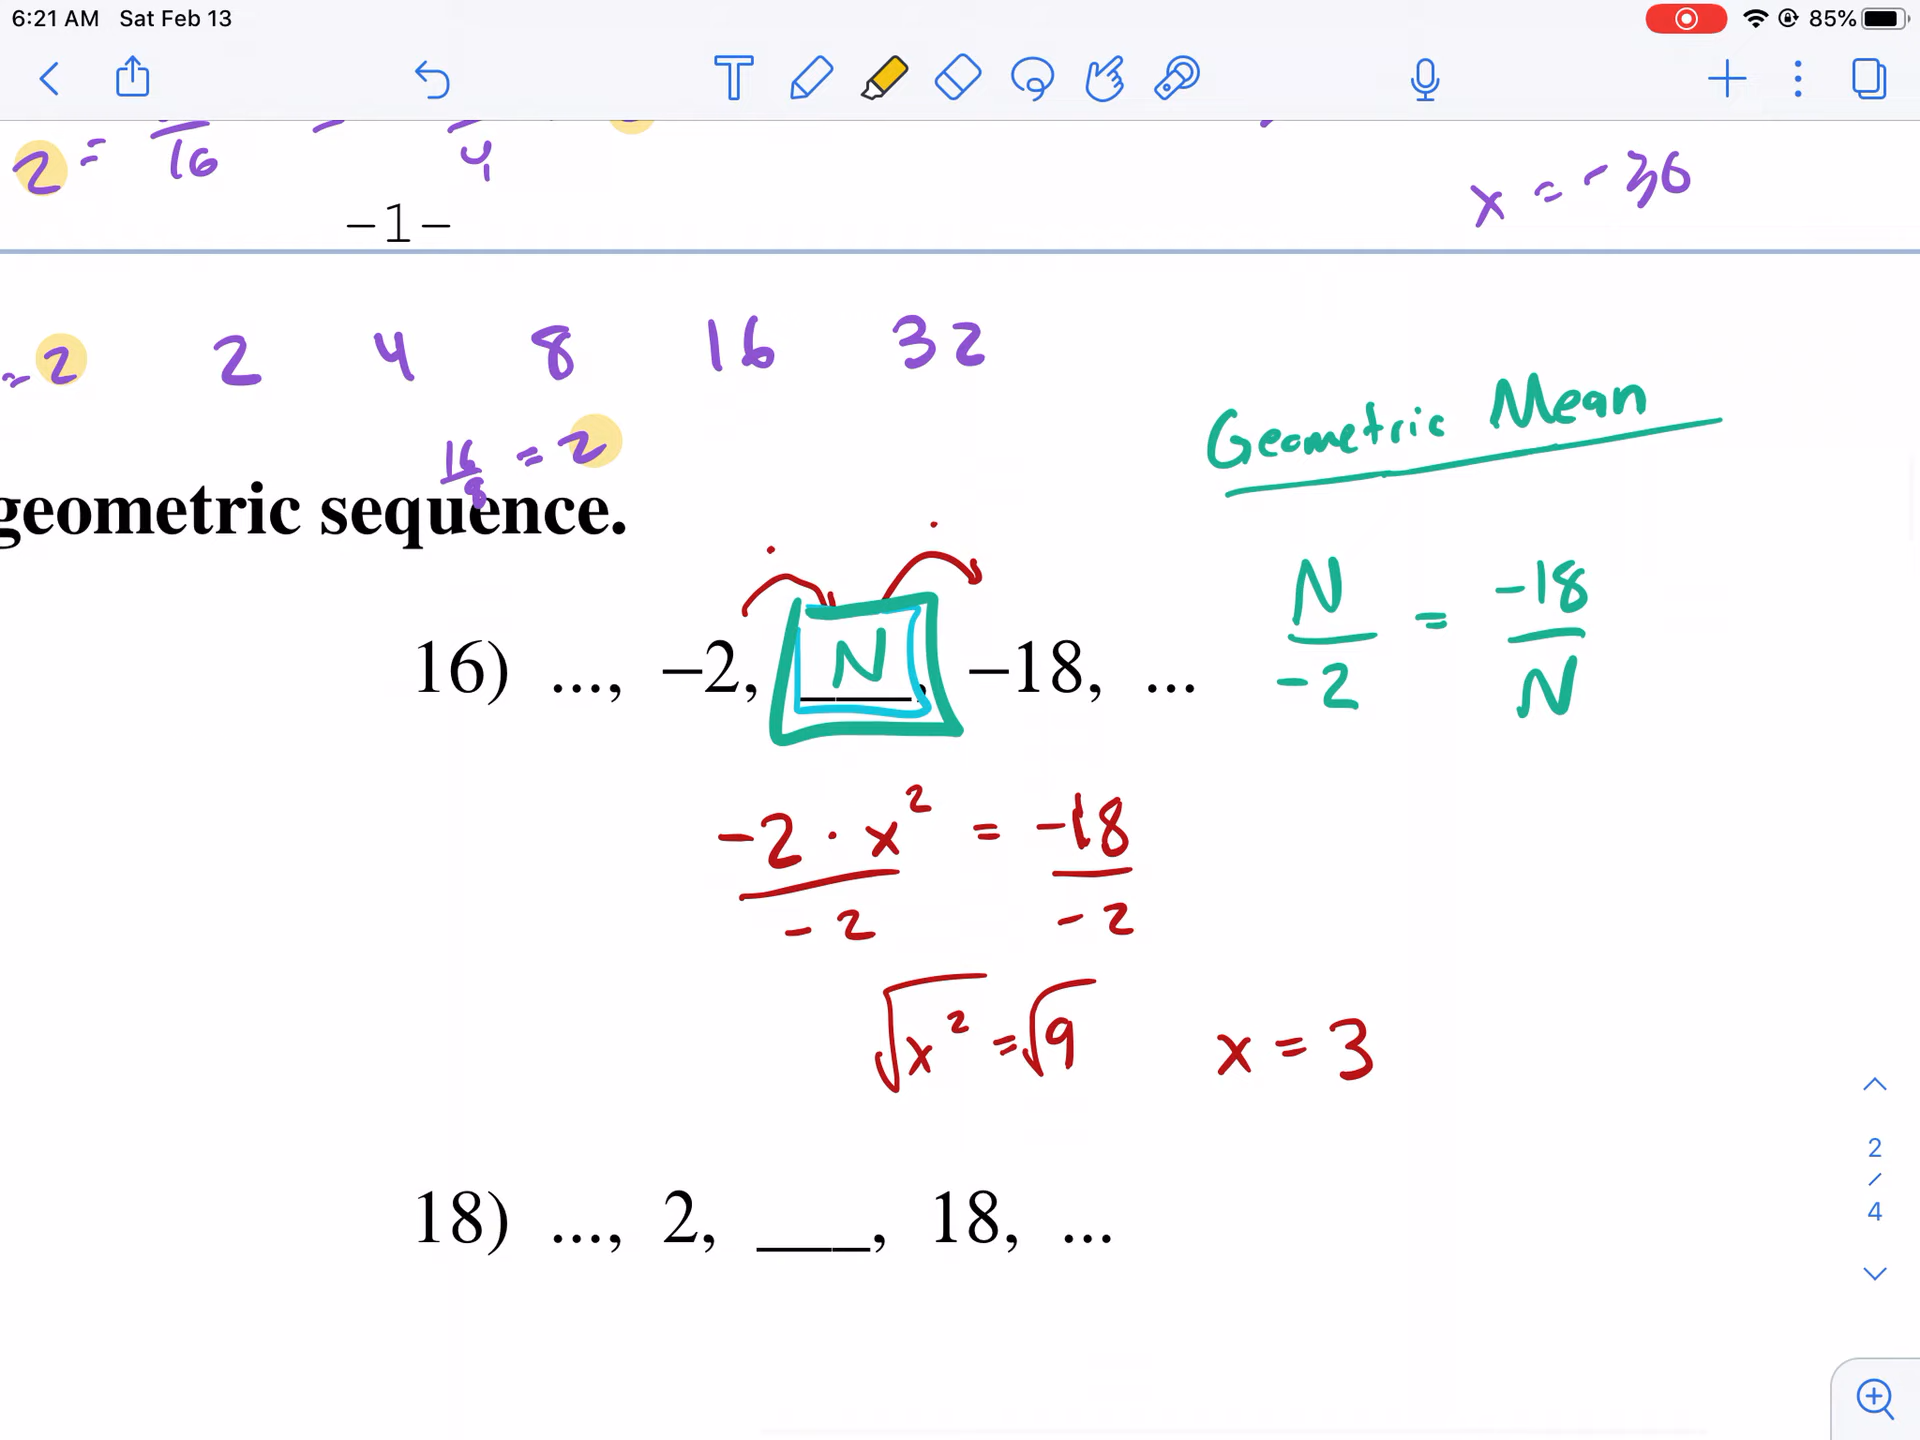 6:21 AM Sat Feb 13 85%
2 = /16 = /4
x = -36
-1-
= 2 2 4 8 16 32
Geometric Mean
16/8 = 2
geometric sequence.
16) ..., −2, N, −18, ...
N/-2 = -18/N
-2 · x² = -18
-2 -2
√x² = √9 x = 3
18) ..., 2, ___, 18, ...
2
/
4